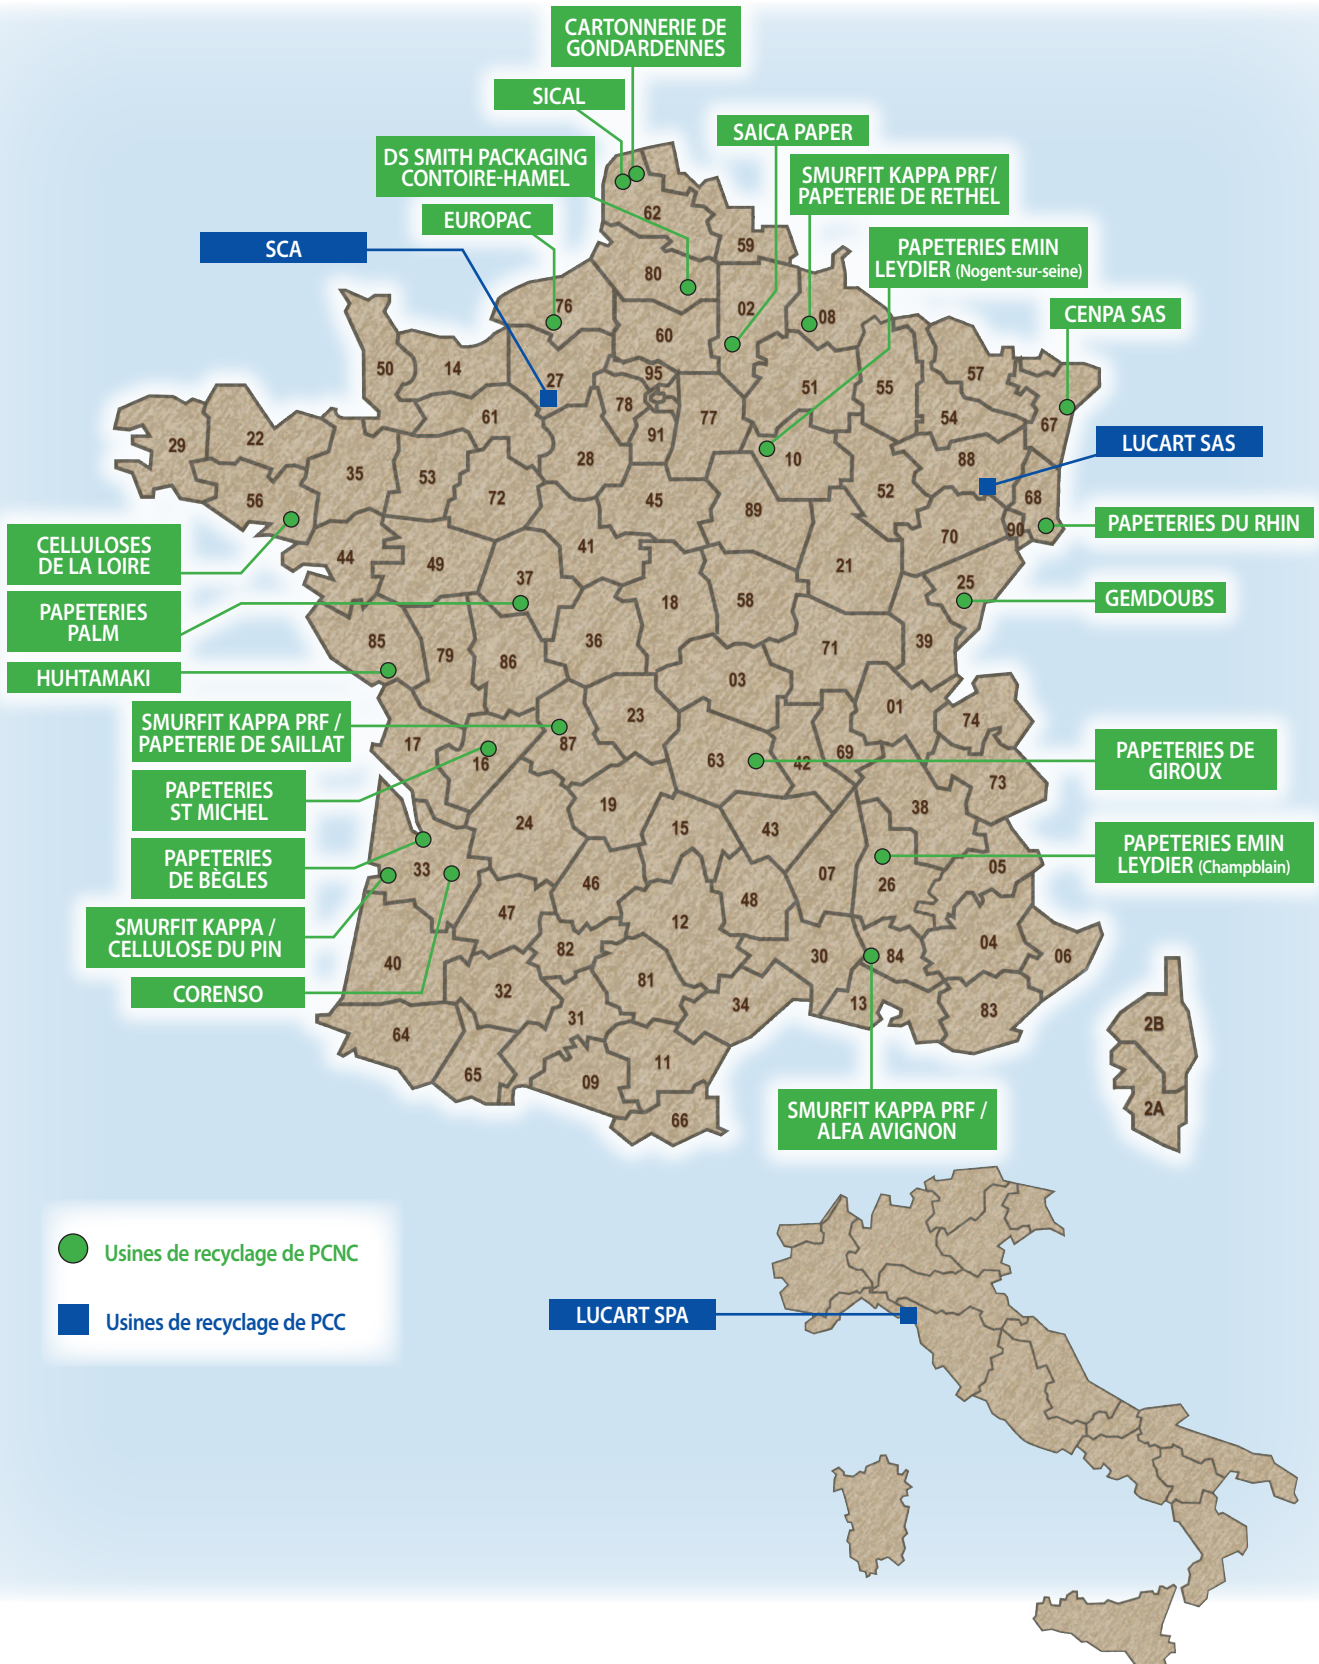 CARTONNERIE DE
GONDARDENNES
SICAL
SAICA PAPER
DS SMITH PACKAGING
CONTOIRE-HAMEL
SMURFIT KAPPA PRF/
PAPETERIE DE RETHEL
EUROPAC
SCA
PAPETERIES EMIN
LEYDIER (Nogent-sur-seine)
CENPA SAS
LUCART SAS
PAPETERIES DU RHIN
GEMDOUBS
CELLULOSES
DE LA LOIRE
PAPETERIES
PALM
HUHTAMAKI
SMURFIT KAPPA PRF /
PAPETERIE DE SAILLAT
PAPETERIES
ST MICHEL
PAPETERIES
DE BÈGLES
SMURFIT KAPPA /
CELLULOSE DU PIN
CORENSO
PAPETERIES DE
GIROUX
PAPETERIES EMIN
LEYDIER (Champblain)
SMURFIT KAPPA PRF /
ALFA AVIGNON
62
59
80
76
02
08
60
50
14
27
95
78
51
55
57
54
67
61
77
91
29
22
35
53
28
10
88
56
72
45
89
52
68
90
70
44
49
41
37
21
25
18
58
85
79
86
36
71
39
03
01
74
17
16
87
23
63
42
69
73
24
19
15
43
38
33
07
26
05
46
48
47
12
40
82
30
84
04
06
32
81
31
34
13
83
64
65
09
11
66
2B
2A
Usines de recyclage de PCNC
Usines de recyclage de PCC
LUCART SPA